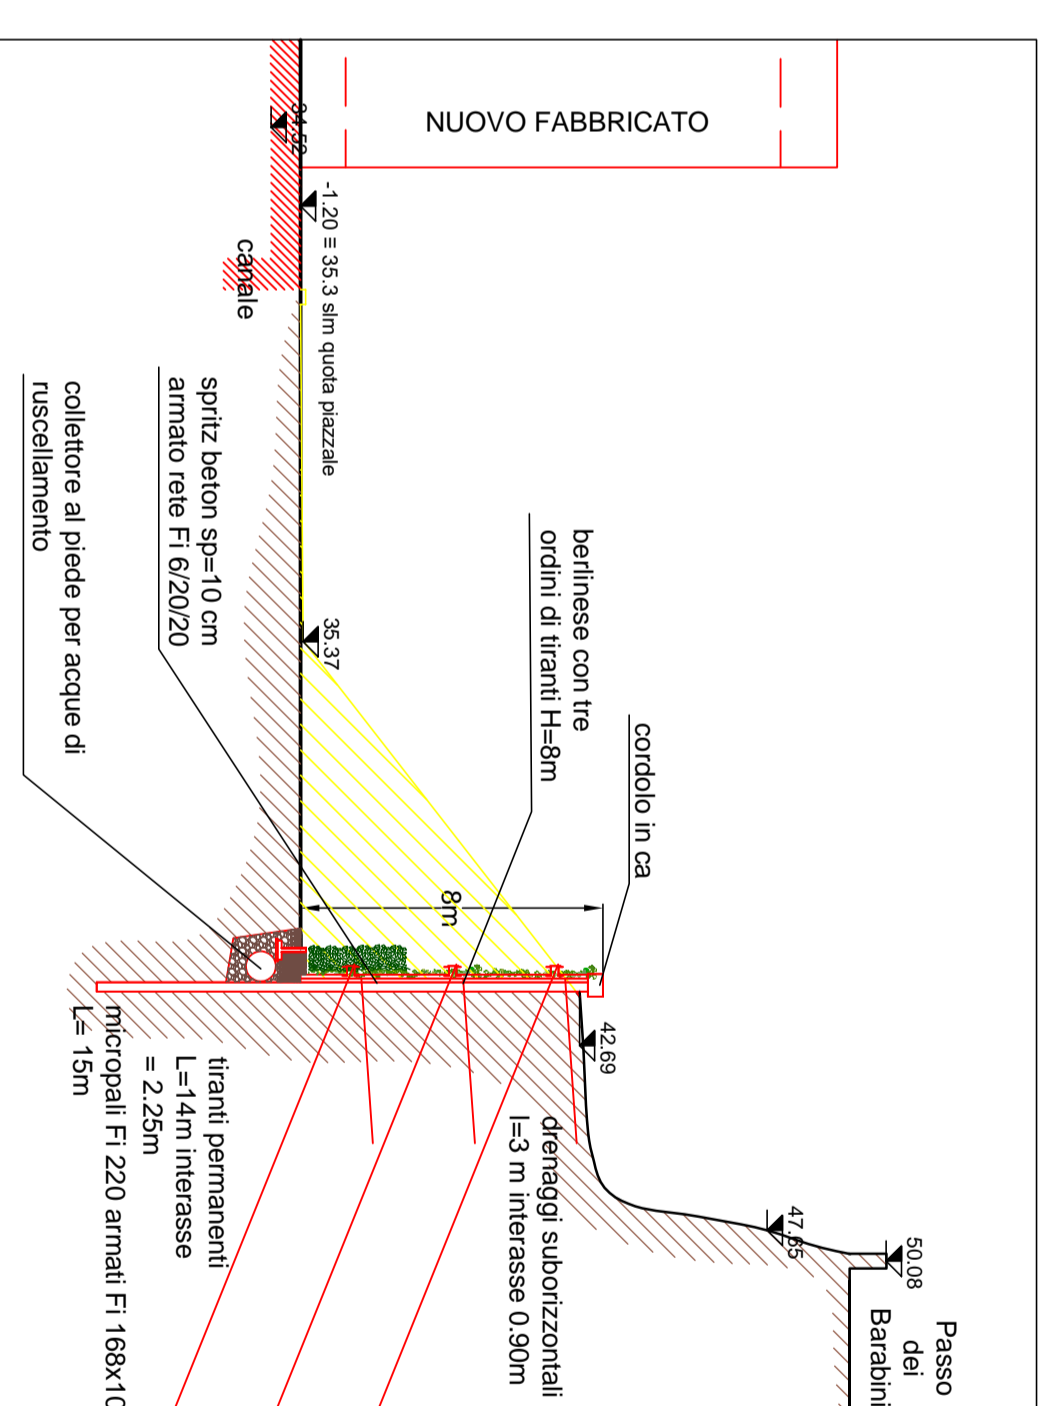 NUOVO FABBRICATO
34.52
-1.20 = 35.3 slm quota piazzale
canale
spritz beton sp=10 cm
armato rete Fi 6/20/20
collettore al piede per acque di
ruscellamento
35.37
berlinese con tre
ordini di tiranti H=8m
cordolo in ca
8m
42.69
47.65
50.08
Passo
dei
Barabini
drenaggi suborizzontali
l=3 m interasse 0.90m
tiranti permanenti
L=14m interasse
= 2.25m
micropali Fi 220 armati Fi 168x10
L= 15m